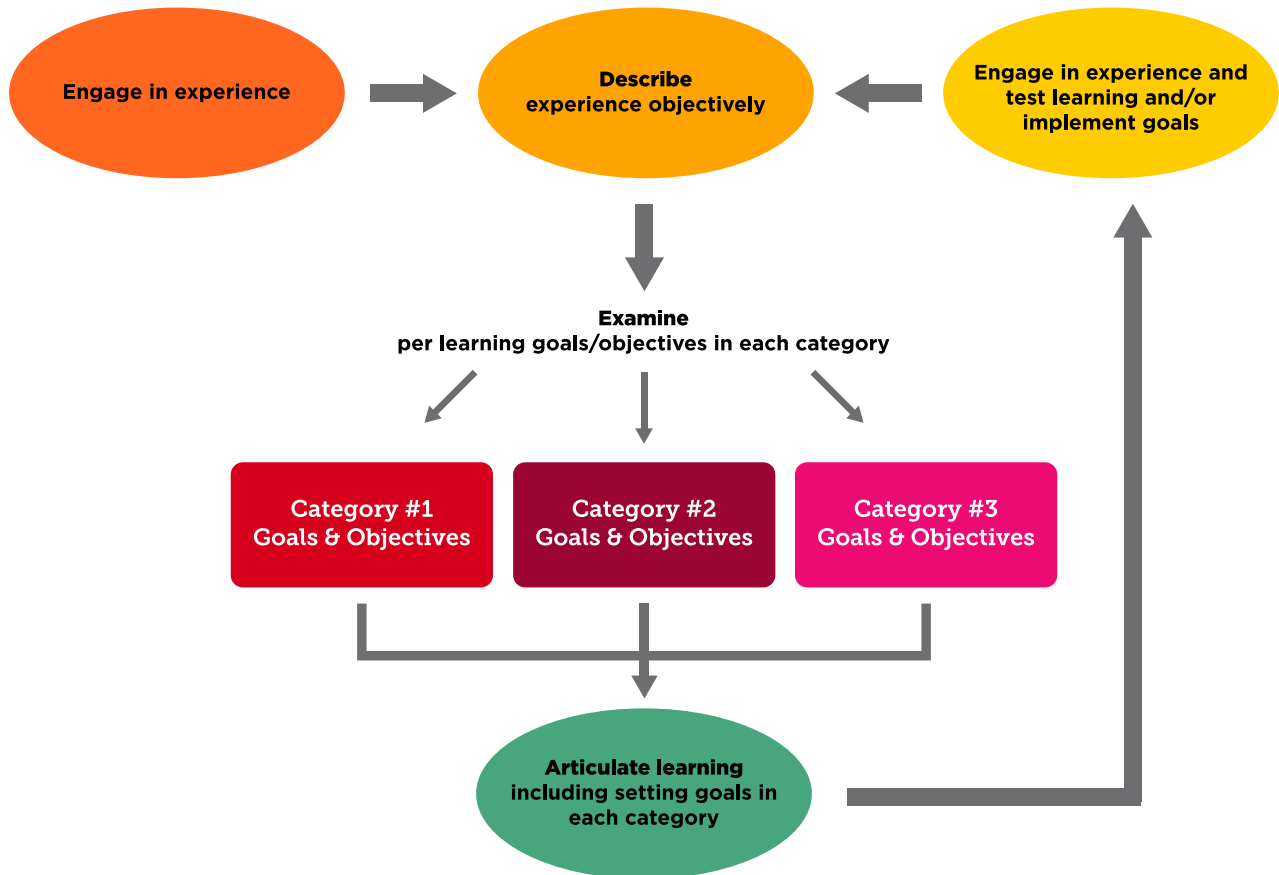 Engage in experience
Describe
experience objectively
Engage in experience and
test learning and/or
implement goals
Examine
per learning goals/objectives in each category
Category #1
Goals & Objectives
Category #2
Goals & Objectives
Category #3
Goals & Objectives
Articulate learning
including setting goals in
each category